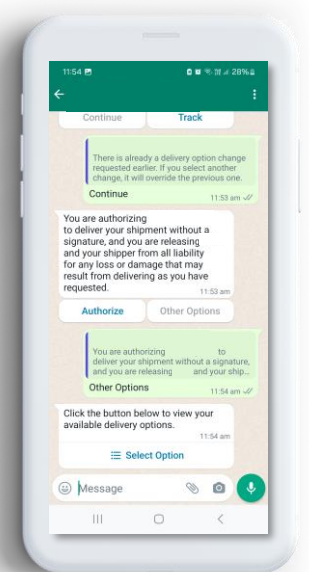 11:54
28%
Continue Track
There is already a delivery option change
requested earlier. If you select another
change, it will override the previous one.
Continue
11:53 am
You are authorizing
to deliver your shipment without a
signature, and you are releasing
and your shipper from all liability
for any loss or damage that may
result from delivering as you have
requested.
11:53 am
Authorize Other Options
You are authorizing to
deliver your shipment without a signature,
and you are releasing and your ship...
Other Options
11:54 am
Click the button below to view your
available delivery options.
11:54 am
Select Option
Message